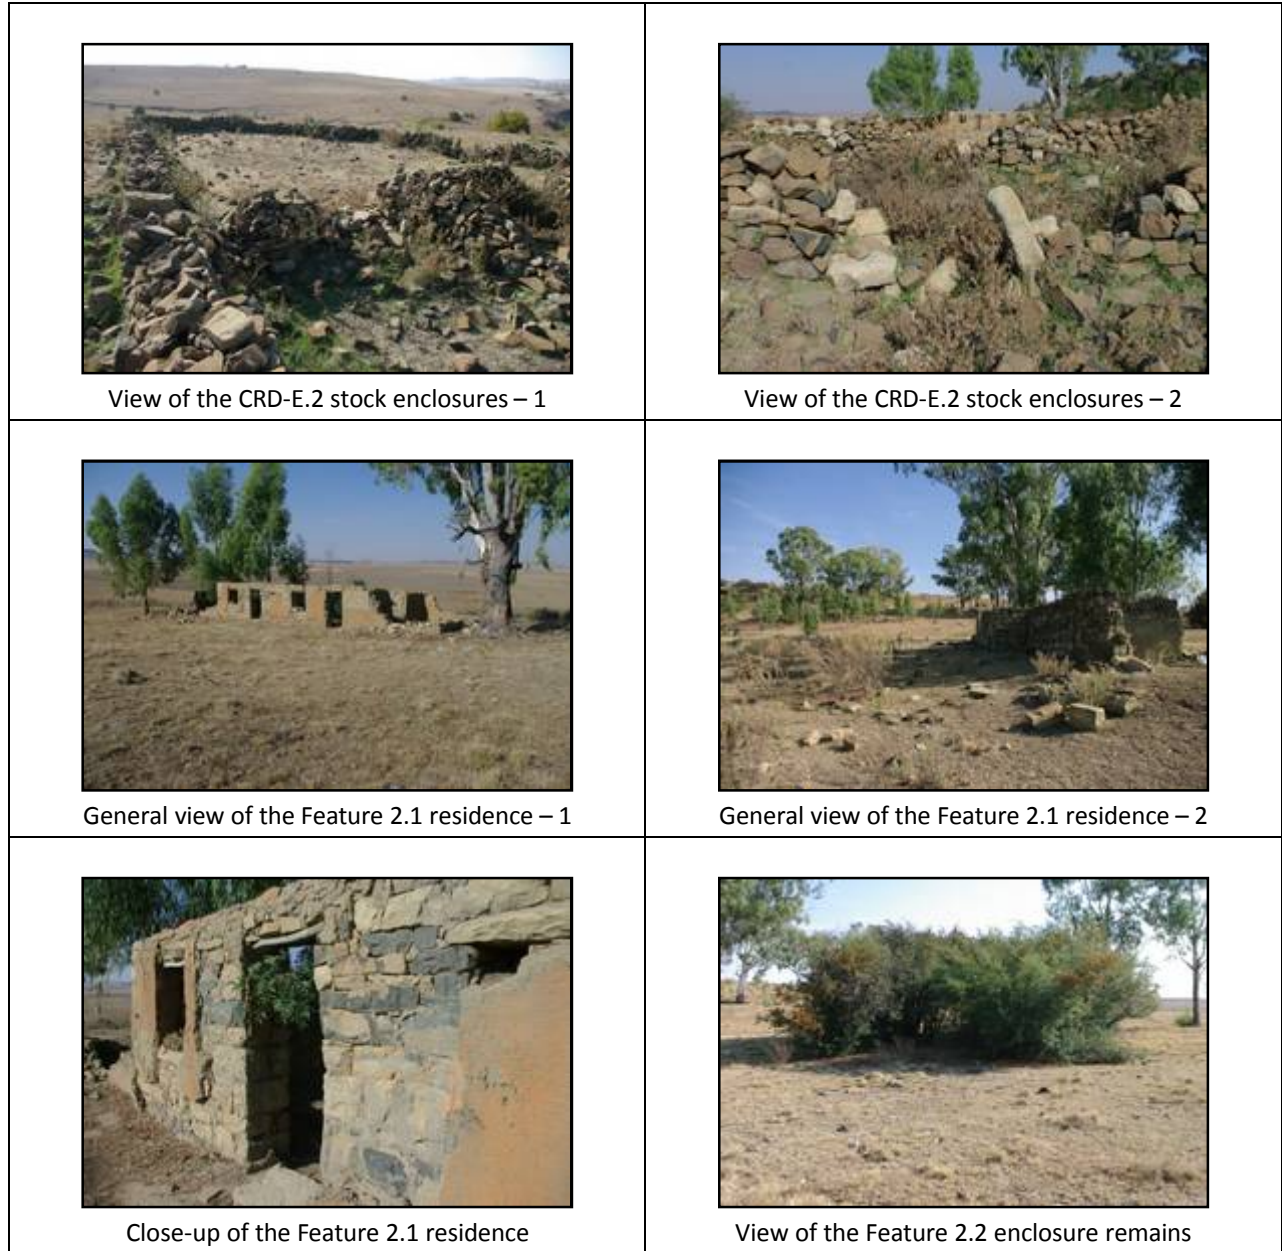 View of the CRD-E.2 stock enclosures – 1
View of the CRD-E.2 stock enclosures – 2
General view of the Feature 2.1 residence – 1
General view of the Feature 2.1 residence – 2
Close-up of the Feature 2.1 residence
View of the Feature 2.2 enclosure remains